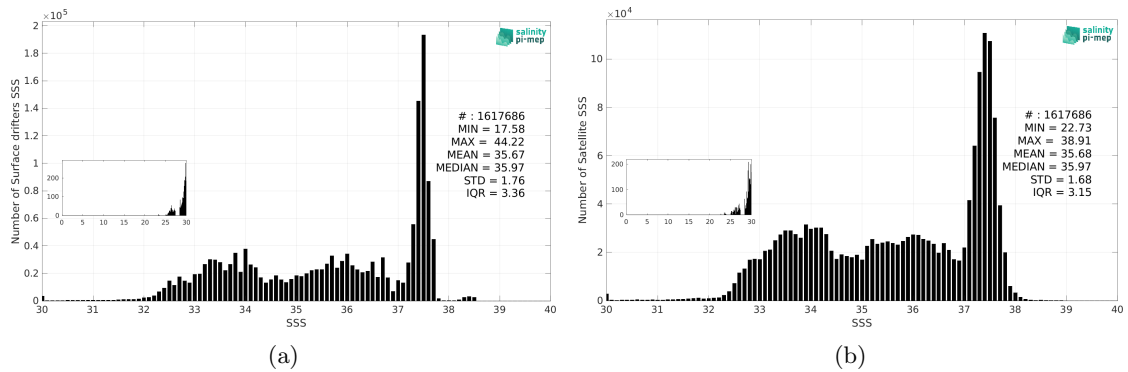 ×10⁵
2
1.8
1.6
1.4
1.2
1
0.8
0.6
0.4
0.2
0
Number of Surface drifters SSS
salinity
pi-mep
# : 1617686
MIN = 17.58
MAX = 44.22
MEAN = 35.67
MEDIAN = 35.97
STD = 1.76
IQR = 3.36
200
100
0
0 5 10 15 20 25 30
30 31 32 33 34 35 36 37 38 39 40
SSS
(a)
×10⁴
10
8
6
4
2
0
Number of Satellite SSS
salinity
pi-mep
# : 1617686
MIN = 22.73
MAX = 38.91
MEAN = 35.68
MEDIAN = 35.97
STD = 1.68
IQR = 3.15
200
100
0
0 5 10 15 20 25 30
30 31 32 33 34 35 36 37 38 39 40
SSS
(b)